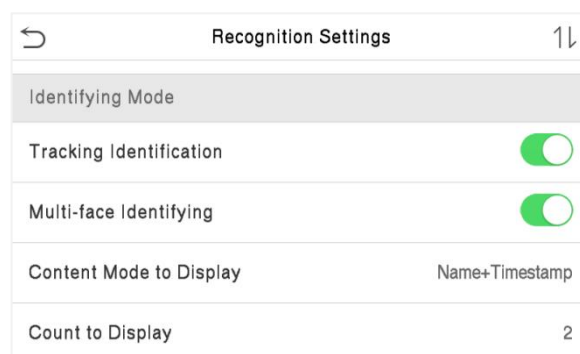 Recognition Settings
Identifying Mode
Tracking Identification
Multi-face Identifying
Content Mode to Display Name+Timestamp
Count to Display 2